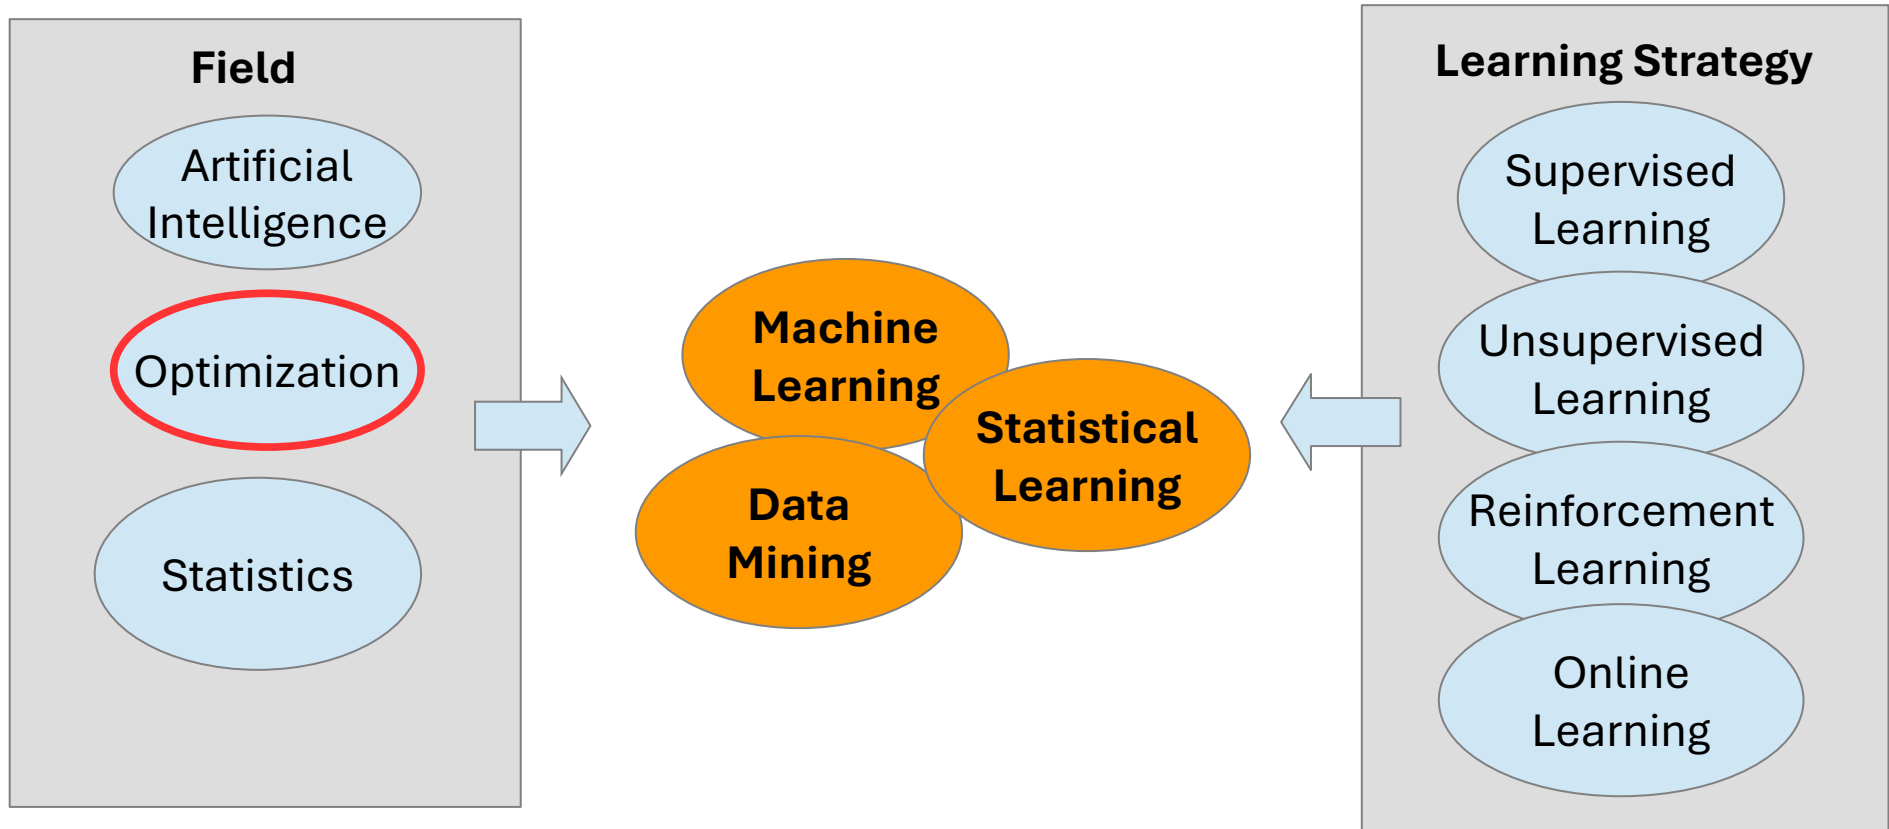 Field
Artificial
Intelligence
Optimization
Statistics
Machine
Learning
Statistical
Learning
Data
Mining
Learning Strategy
Supervised
Learning
Unsupervised
Learning
Reinforcement
Learning
Online
Learning